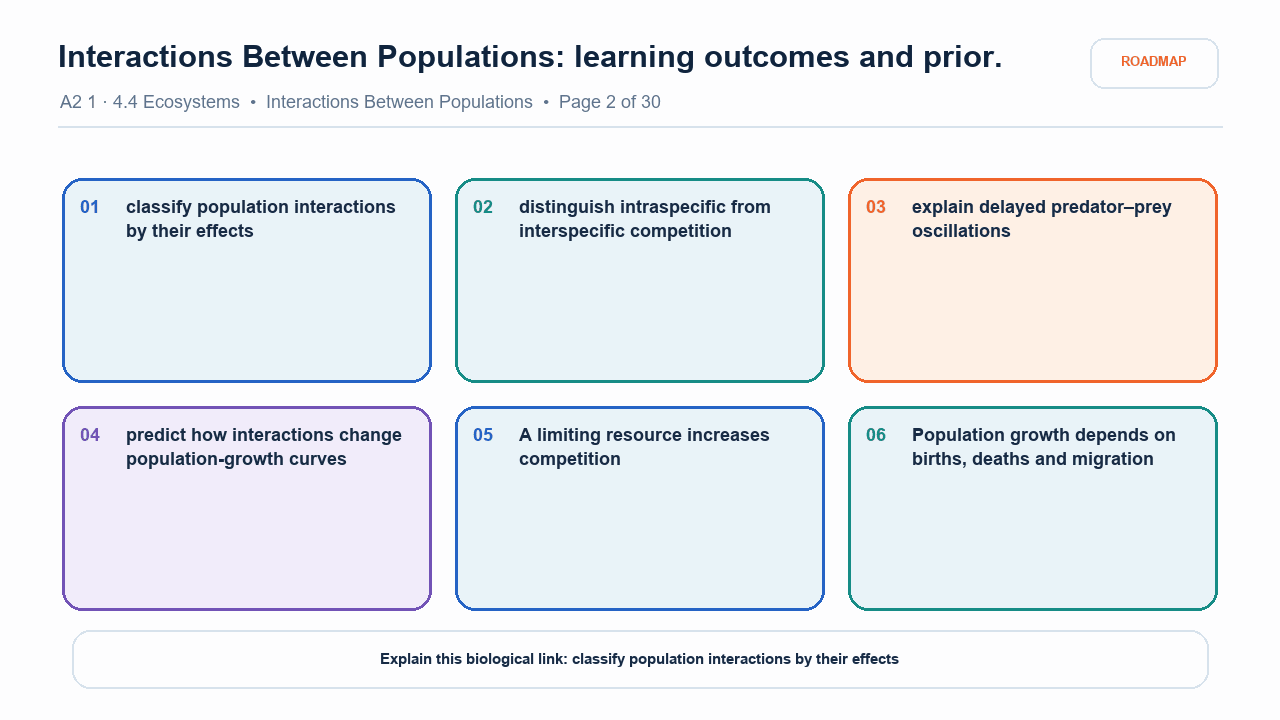 Interactions Between Populations: learning outcomes and prior.
ROADMAP
A2 1 · 4.4 Ecosystems • Interactions Between Populations • Page 2 of 30
01 classify population interactions
by their effects
02 distinguish intraspecific from
interspecific competition
03 explain delayed predator–prey
oscillations
04 predict how interactions change
population-growth curves
05 A limiting resource increases
competition
06 Population growth depends on
births, deaths and migration
Explain this biological link: classify population interactions by their effects